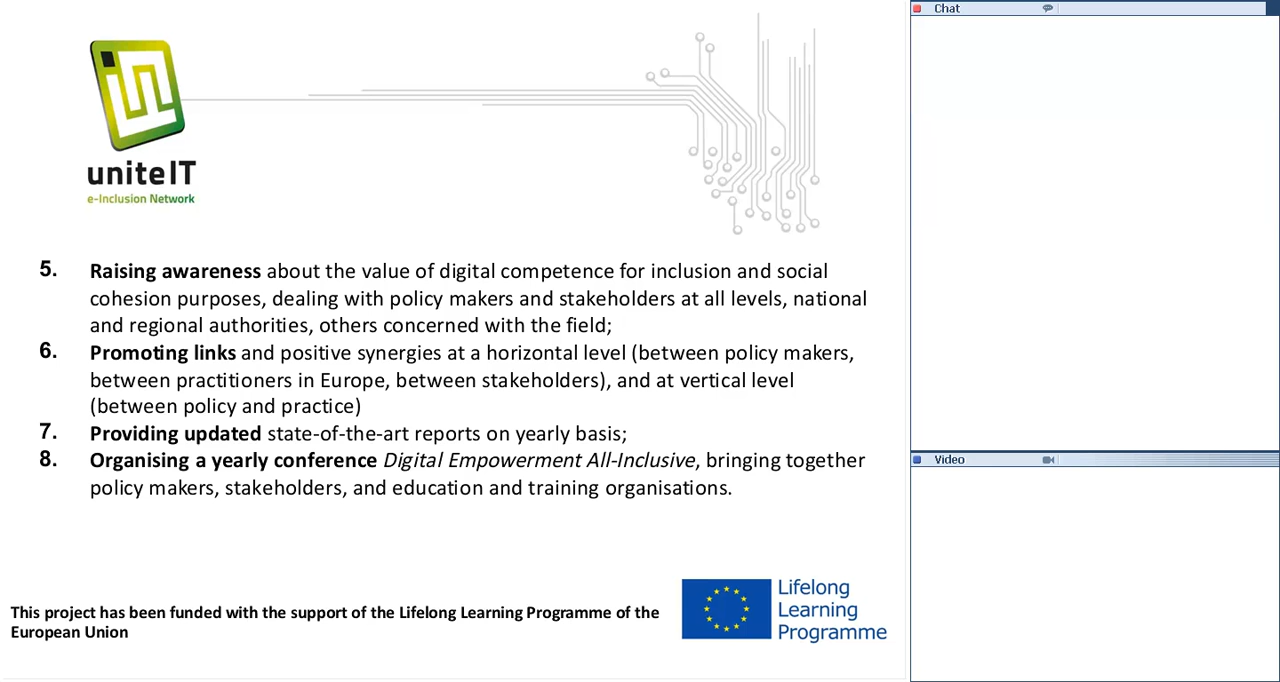 Chat
uniteIT
e-Inclusion Network
5. Raising awareness about the value of digital competence for inclusion and social
cohesion purposes, dealing with policy makers and stakeholders at all levels, national
and regional authorities, others concerned with the field;
6. Promoting links and positive synergies at a horizontal level (between policy makers,
between practitioners in Europe, between stakeholders), and at vertical level
(between policy and practice)
7. Providing updated state-of-the-art reports on yearly basis;
8. Organising a yearly conference Digital Empowerment All-Inclusive, bringing together
policy makers, stakeholders, and education and training organisations.
Video
This project has been funded with the support of the Lifelong Learning Programme of the
European Union
Lifelong
Learning
Programme